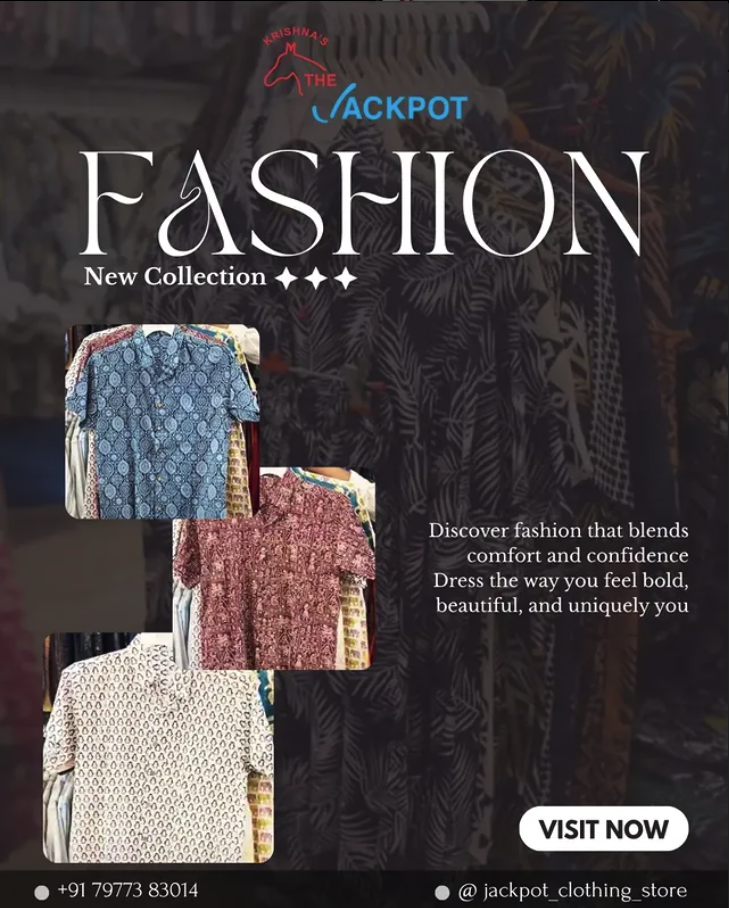 KRISHNA'S
THE
JACKPOT
FASHION
New Collection
Discover fashion that blends
comfort and confidence
Dress the way you feel bold,
beautiful, and uniquely you
VISIT NOW
+91 79773 83014
@ jackpot_clothing_store